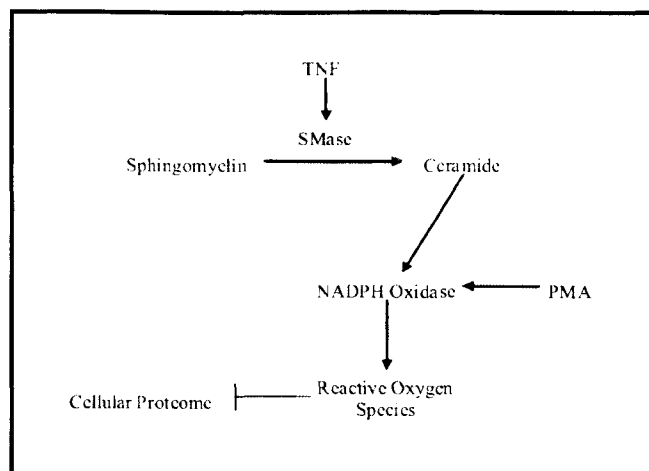 TNF
SMase
Sphingomyelin
Ceramide
NADPH Oxidase
PMA
Cellular Proteome
Reactive Oxygen
Species